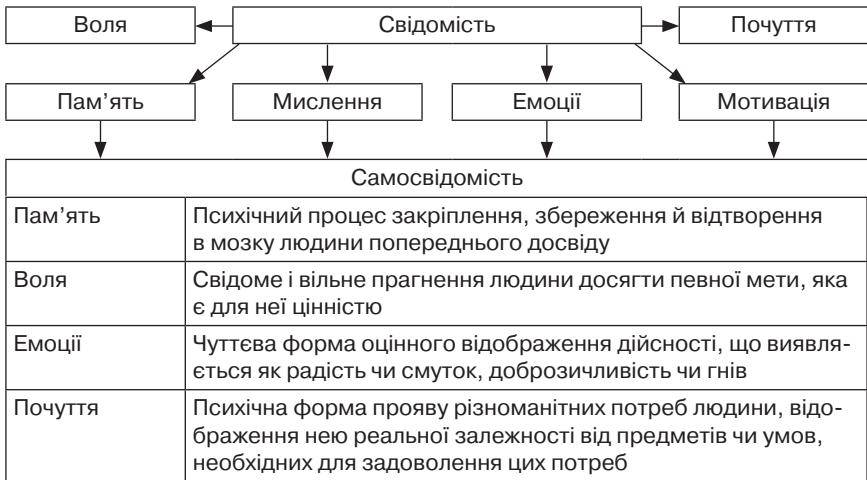 Воля
Свідомість
Почуття
Пам’ять
Мислення
Емоції
Мотивація
Самосвідомість
Пам’ять
Психічний процес закріплення, збереження й відтворення
в мозку людини попереднього досвіду
Воля
Свідоме і вільне прагнення людини досягти певної мети, яка
є для неї цінністю
Емоції
Чуттєва форма оцінного відображення дійсності, що виявля-
ється як радість чи смуток, доброзичливість чи гнів
Почуття
Психічна форма прояву різноманітних потреб людини, відо-
браження нею реальної залежності від предметів чи умов,
необхідних для задоволення цих потреб